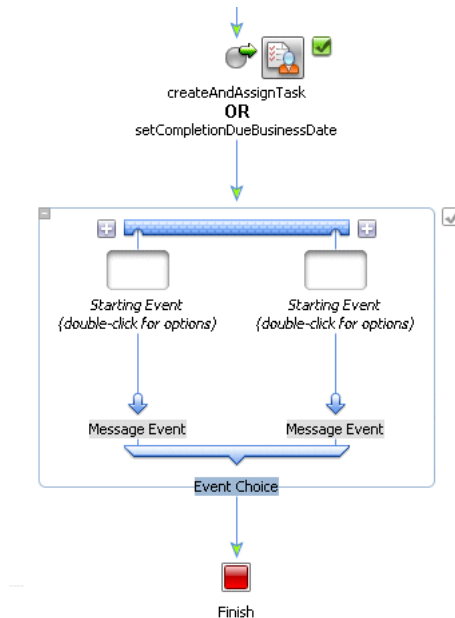 createAndAssignTask
OR
setCompletionDueBusinessDate
Starting Event
(double-click for options)
Starting Event
(double-click for options)
Message Event
Message Event
Event Choice
Finish